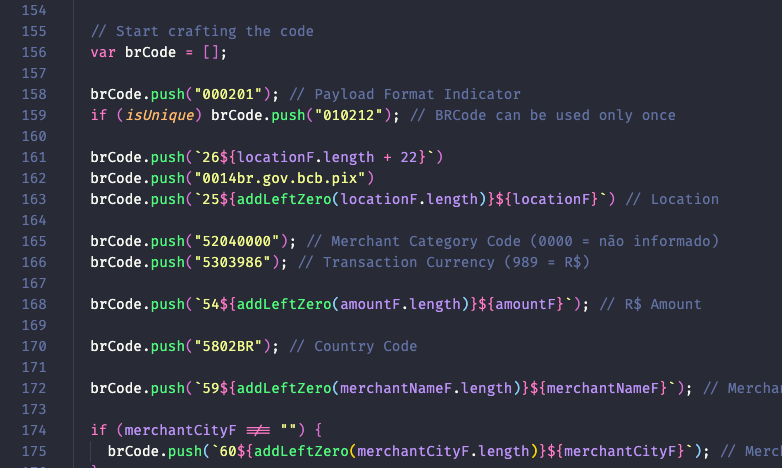 154
155 // Start crafting the code
156 var brCode = [];
157
158 brCode.push("000201"); // Payload Format Indicator
159 if (isUnique) brCode.push("010212"); // BRCode can be used only once
160
161 brCode.push(`26${locationF.length + 22}`)
162 brCode.push("0014br.gov.bcb.pix")
163 brCode.push(`25${addLeftZero(locationF.length)}${locationF}`) // Location
164
165 brCode.push("52040000"); // Merchant Category Code (0000 = não informado)
166 brCode.push("5303986"); // Transaction Currency (989 = R$)
167
168 brCode.push(`54${addLeftZero(amountF.length)}${amountF}`); // R$ Amount
169
170 brCode.push("5802BR"); // Country Code
171
172 brCode.push(`59${addLeftZero(merchantNameF.length)}${merchantNameF}`); // Merchan
173
174 if (merchantCityF !== "") {
175 brCode.push(`60${addLeftZero(merchantCityF.length)}${merchantCityF}`); // Merc